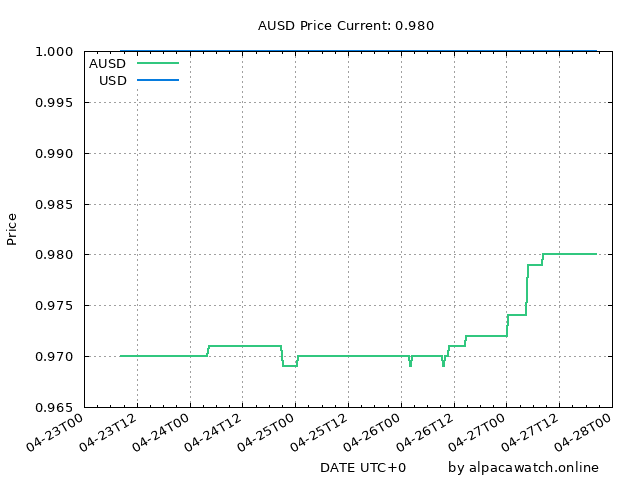 AUSD Price Current: 0.980
1.000
AUSD
USD
0.995
0.990
0.985
Price
0.980
0.975
0.970
0.965
04-23T00 04-23T12 04-24T00 04-24T12 04-25T00 04-25T12 04-26T00 04-26T12 04-27T00 04-27T12 04-28T00
DATE UTC+0 by alpacawatch.online